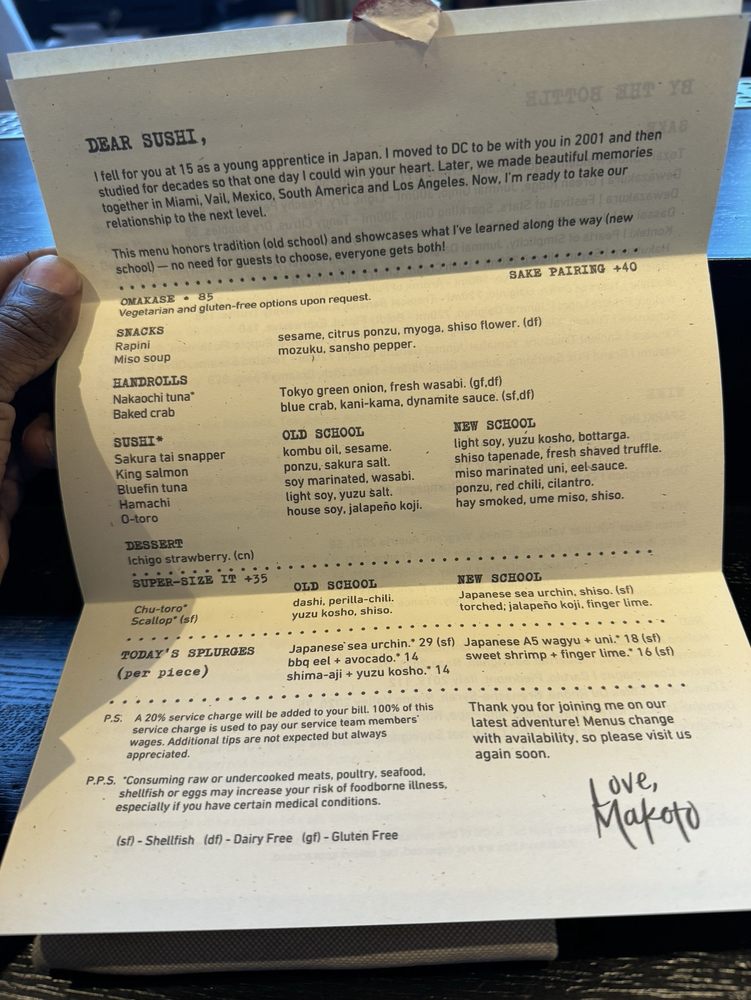 BY THE BOTTLE
SAKE
DEAR SUSHI,
I fell for you at 15 as a young apprentice in Japan. I moved to DC to be with you in 2001 and then
studied for decades so that one day I could win your heart. Later, we made beautiful memories
together in Miami, Vail, Mexico, South America and Los Angeles. Now, I'm ready to take our
relationship to the next level.
This menu honors tradition (old school) and showcases what I've learned along the way (new
school) — no need for guests to choose, everyone gets both!
OMAKASE • 85 SAKE PAIRING +40
Vegetarian and gluten-free options upon request.
SNACKS
Rapini sesame, citrus ponzu, myoga, shiso flower. (df)
Miso soup mozuku, sansho pepper.
HANDROLLS
Nakaochi tuna* Tokyo green onion, fresh wasabi. (gf,df)
Baked crab blue crab, kani-kama, dynamite sauce. (sf,df)
SUSHI* OLD SCHOOL NEW SCHOOL
Sakura tai snapper kombu oil, sesame. light soy, yuzu kosho, bottarga.
King salmon ponzu, sakura salt. shiso tapenade, fresh shaved truffle.
Bluefin tuna soy marinated, wasabi. miso marinated uni, eel sauce.
Hamachi light soy, yuzu salt. ponzu, red chili, cilantro.
O-toro house soy, jalapeño koji. hay smoked, ume miso, shiso.
DESSERT
Ichigo strawberry. (cn)
SUPER-SIZE IT +35 OLD SCHOOL NEW SCHOOL
Chu-toro* dashi, perilla-chili. Japanese sea urchin, shiso. (sf)
Scallop* (sf) yuzu kosho, shiso. torched; jalapeño koji, finger lime.
TODAY'S SPLURGES Japanese sea urchin.* 29 (sf) Japanese A5 wagyu + uni.* 18 (sf)
(per piece) bbq eel + avocado.* 14 sweet shrimp + finger lime.* 16 (sf)
shima-aji + yuzu kosho.* 14
P.S. A 20% service charge will be added to your bill. 100% of this
service charge is used to pay our service team members'
wages. Additional tips are not expected but always
appreciated.
P.P.S. *Consuming raw or undercooked meats, poultry, seafood,
shellfish or eggs may increase your risk of foodborne illness,
especially if you have certain medical conditions.
(sf) - Shellfish (df) - Dairy Free (gf) - Gluten Free
Thank you for joining me on our
latest adventure! Menus change
with availability, so please visit us
again soon.
Love,
Makoto